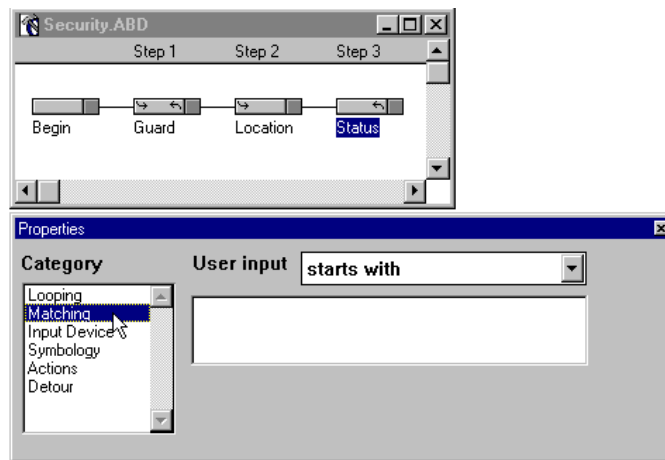 Security.ABD
Step 1 Step 2 Step 3
Begin Guard Location Status
Properties
Category
User input starts with
Looping
Matching
Input Device
Symbology
Actions
Detour